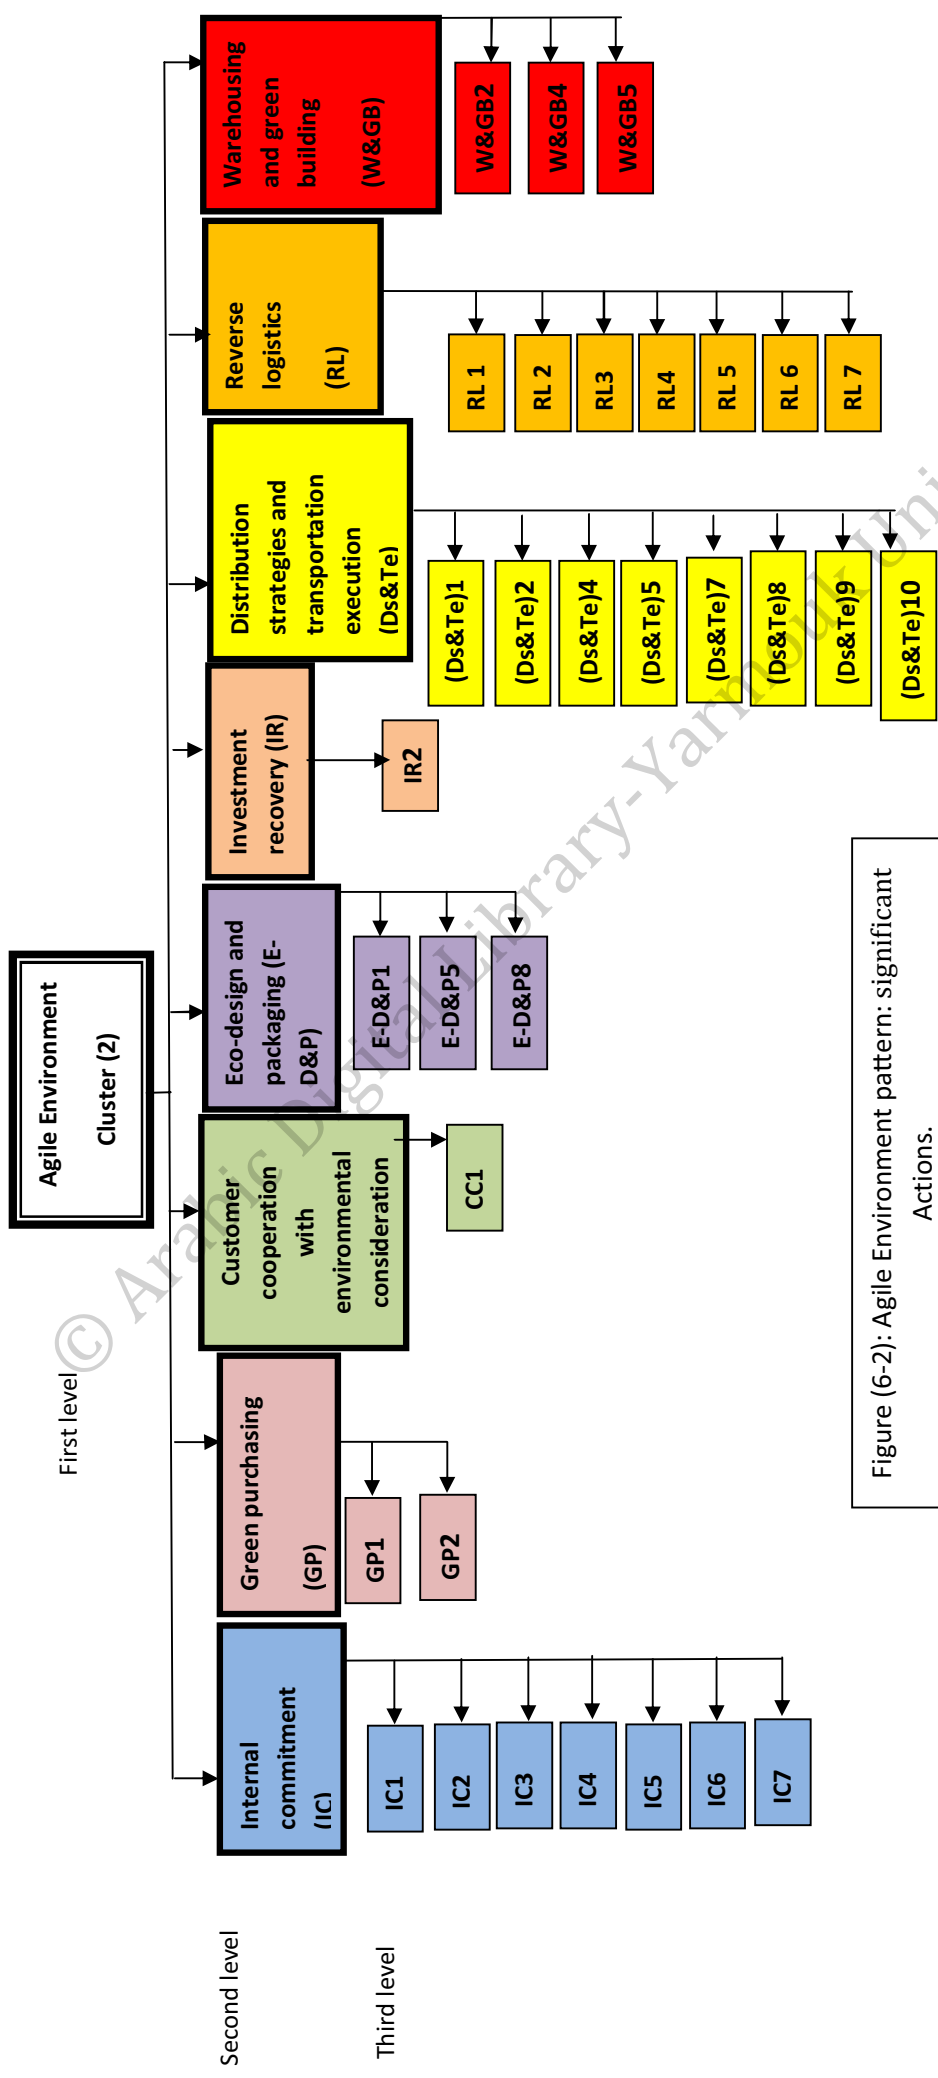 Agile Environment
Cluster (2)
First level
Second level
Internal
commitment
(IC)
Green purchasing
(GP)
Customer
cooperation
with
environmental
consideration
Eco-design and
packaging (E-
D&P)
Investment
recovery (IR)
Distribution
strategies and
transportation
execution
(Ds&Te)
Reverse
logistics
(RL)
Warehousing
and green
building
(W&GB)
Third level
IC1
IC2
IC3
IC4
IC5
IC6
IC7
GP1
GP2
CC1
E-D&P1
E-D&P5
E-D&P8
IR2
(Ds&Te)1
(Ds&Te)2
(Ds&Te)4
(Ds&Te)5
(Ds&Te)7
(Ds&Te)8
(Ds&Te)9
(Ds&Te)10
RL 1
RL 2
RL3
RL4
RL 5
RL 6
RL 7
W&GB2
W&GB4
W&GB5
Figure (6-2): Agile Environment pattern: significant
Actions.
© Arabic Digital Library-Yarmouk Uni